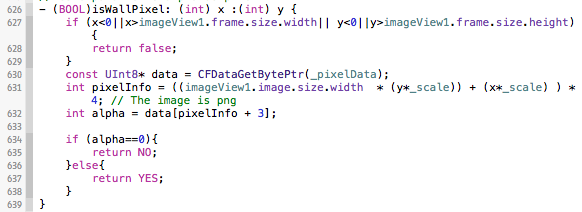 626 - (BOOL)isWallPixel: (int) x :(int) y {
627 if (x<0||x>imageView1.frame.size.width|| y<0||y>imageView1.frame.size.height)
{
628 return false;
629 }
630 const UInt8* data = CFDataGetBytePtr(_pixelData);
631 int pixelInfo = ((imageView1.image.size.width * (y*_scale)) + (x*_scale) ) *
4; // The image is png
632 int alpha = data[pixelInfo + 3];
633
634 if (alpha==0){
635 return NO;
636 }else{
637 return YES;
638 }
639 }